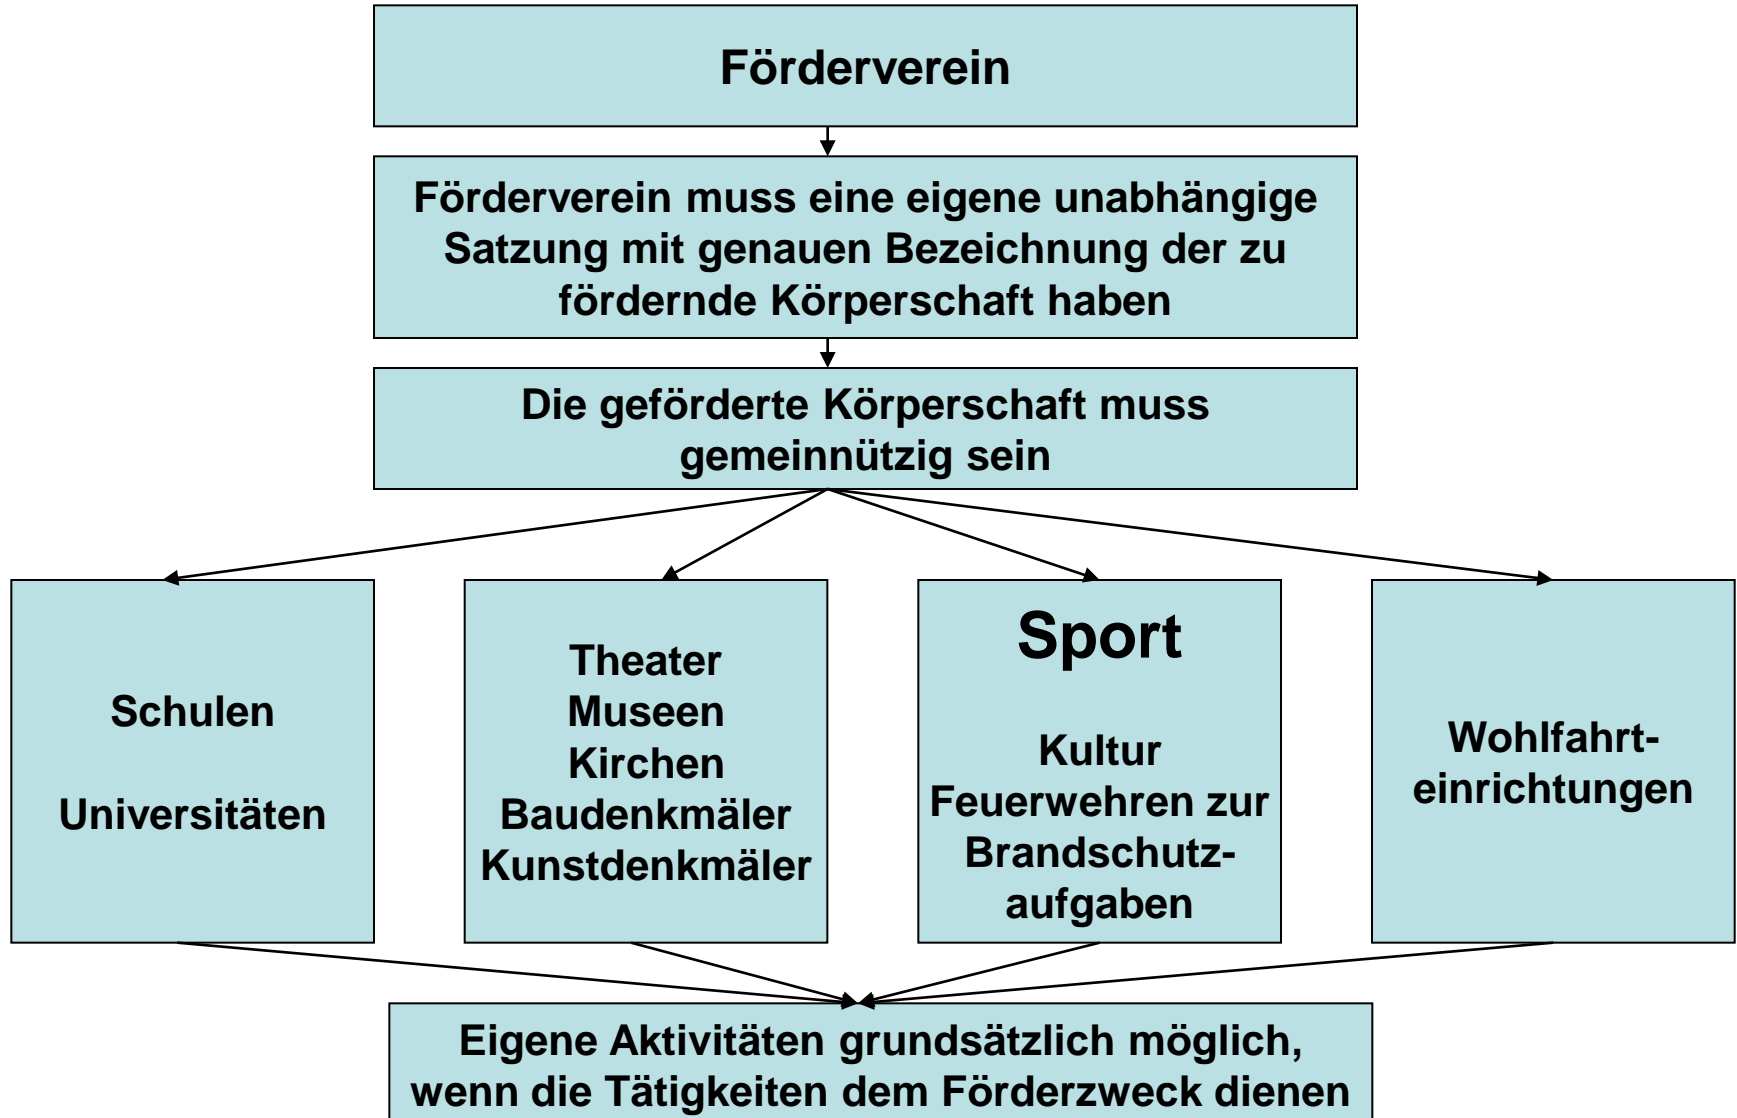 Förderverein
Förderverein muss eine eigene unabhängige
Satzung mit genauen Bezeichnung der zu
fördernde Körperschaft haben
Die geförderte Körperschaft muss
gemeinnützig sein
Schulen
Universitäten
Theater
Museen
Kirchen
Baudenkmäler
Kunstdenkmäler
Sport
Kultur
Feuerwehren zur
Brandschutz-
aufgaben
Wohlfahrt-
einrichtungen
Eigene Aktivitäten grundsätzlich möglich,
wenn die Tätigkeiten dem Förderzweck dienen